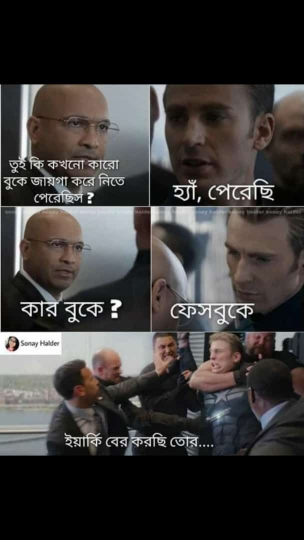 তুই কি কখনো কারো
বুকে জায়গা করে নিতে
পেরেছিস ?
হ্যাঁ, পেরেছি
কার বুকে ?
ফেসবুকে
Sonay Halder
ইয়ার্কি বের করছি তোর....